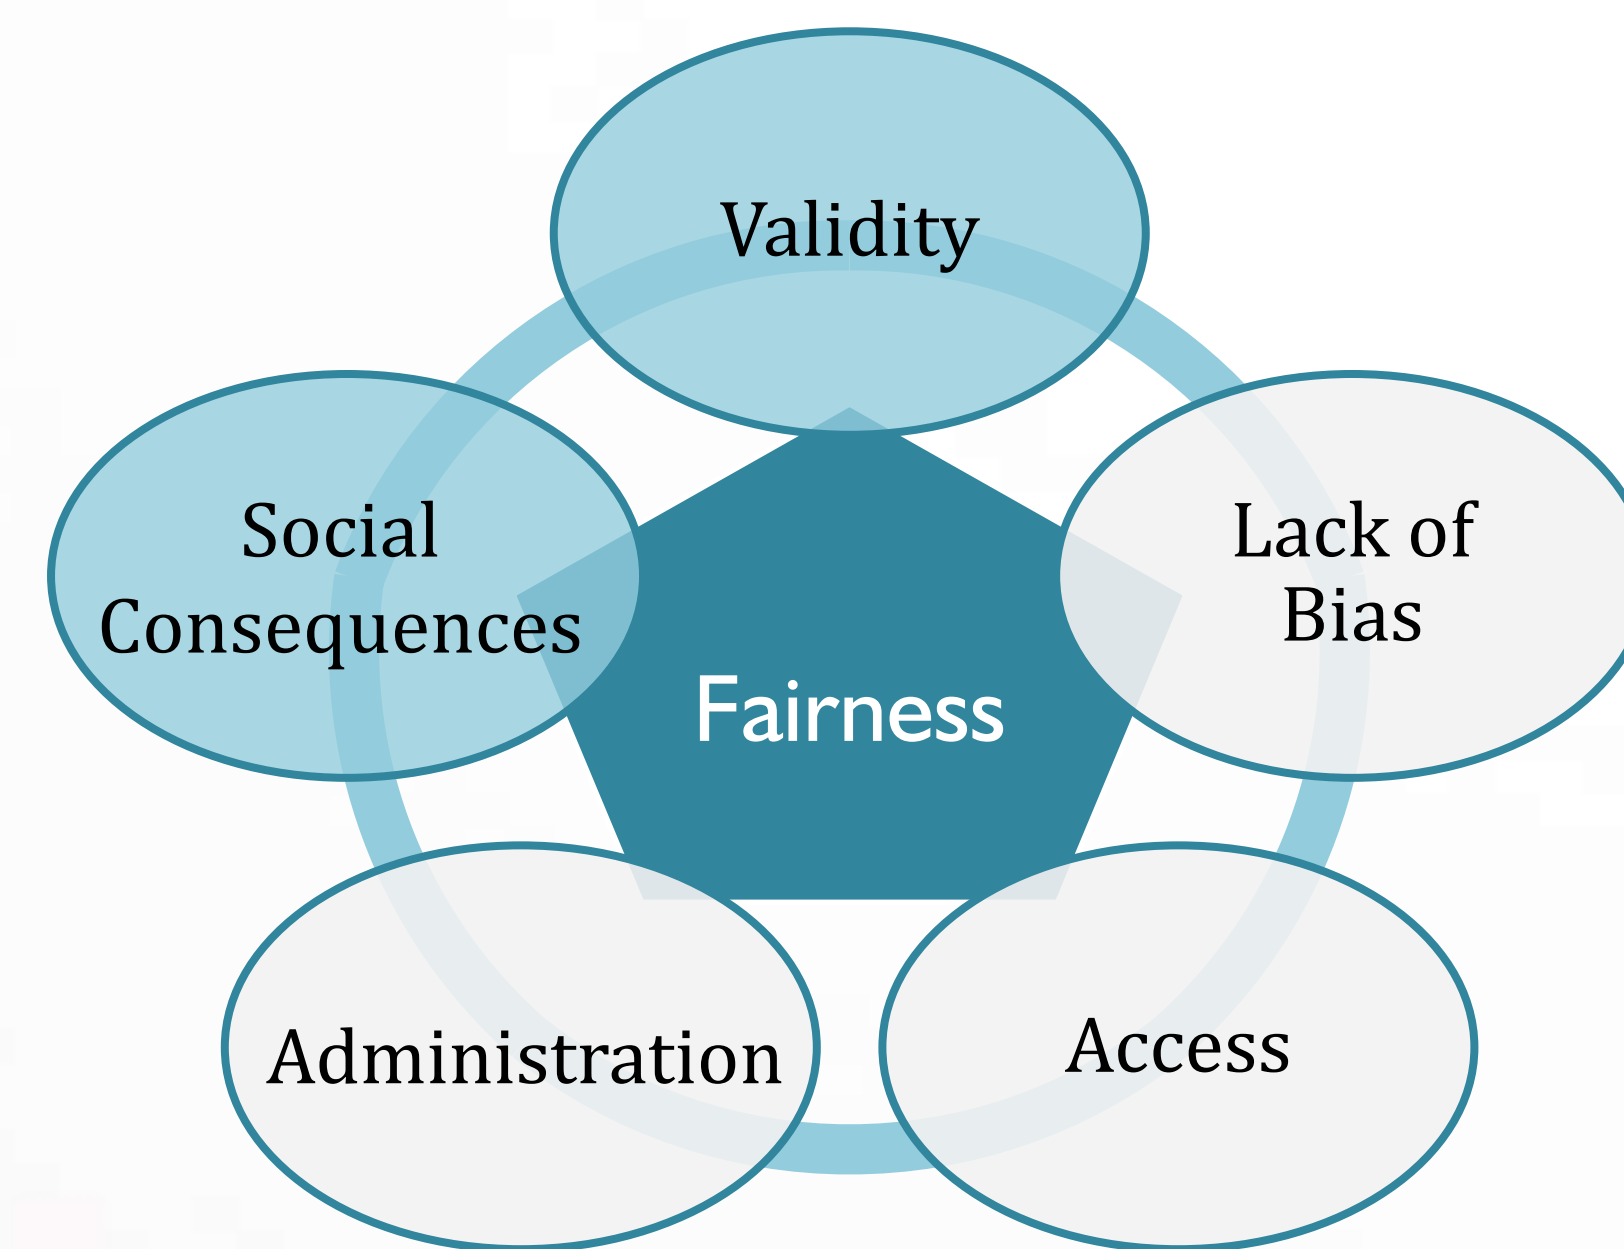 Validity
Social
Consequences
Lack of
Bias
Fairness
Administration
Access